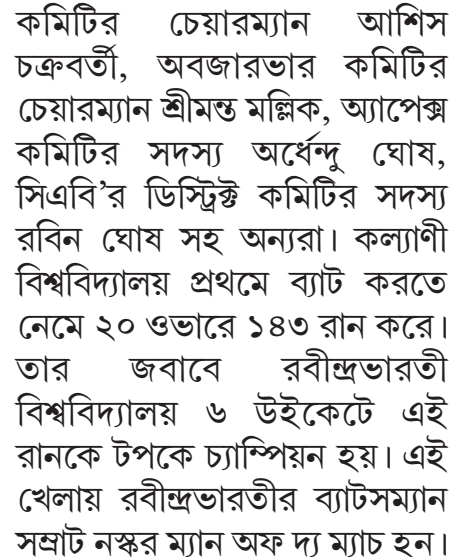 কমিটির চেয়ারম্যান আশিস
চক্রবর্তী, অবজারভার কমিটির
চেয়ারম্যান শ্রীমন্ত মল্লিক, অ্যাপেক্স
কমিটির সদস্য অর্ধেন্দু ঘোষ,
সিএবি’র ডিস্ট্রিক্ট কমিটির সদস্য
রবিন ঘোষ সহ অন্যরা। কল্যাণী
বিশ্ববিদ্যালয় প্রথমে ব্যাট করতে
নেমে ২০ ওভারে ১৪৩ রান করে।
তার জবাবে রবীন্দ্রভারতী
বিশ্ববিদ্যালয় ৬ উইকেটে এই
রানকে টপকে চ্যাম্পিয়ন হয়। এই
খেলায় রবীন্দ্রভারতীর ব্যাটসম্যান
সম্রাট নস্কর ম্যান অফ দ্য ম্যাচ হন।